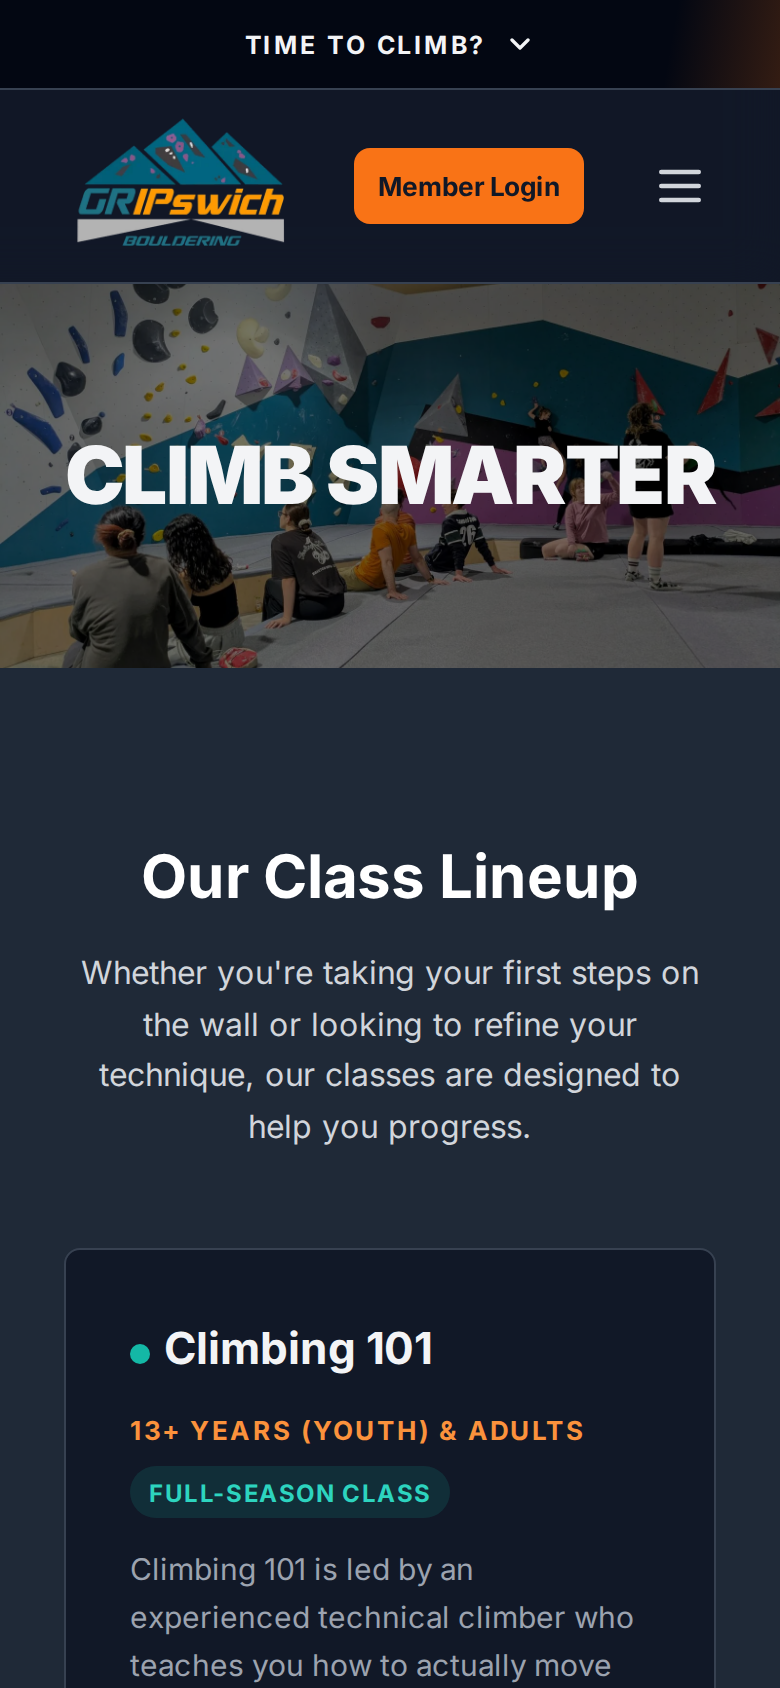 TIME TO CLIMB?
GRIPswich
BOULDERING
Member Login
CLIMB SMARTER
Our Class Lineup
Whether you're taking your first steps on
the wall or looking to refine your
technique, our classes are designed to
help you progress.
Climbing 101
13+ YEARS (YOUTH) & ADULTS
FULL-SEASON CLASS
Climbing 101 is led by an
experienced technical climber who
teaches you how to actually move